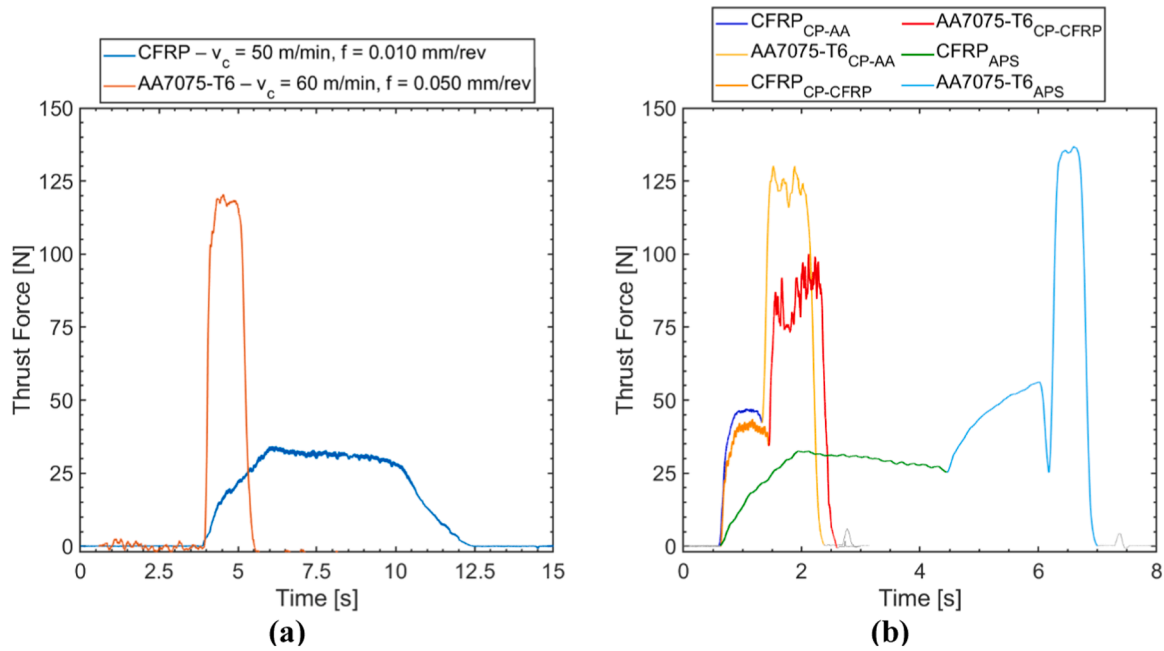 CFRP – v_c = 50 m/min, f = 0.010 mm/rev
AA7075-T6 – v_c = 60 m/min, f = 0.050 mm/rev
150
125
100
75
50
25
0
Thrust Force [N]
0 2.5 5 7.5 10 12.5 15
Time [s]
(a)
CFRP_CP-AA AA7075-T6_CP-CFRP
AA7075-T6_CP-AA CFRP_APS
CFRP_CP-CFRP AA7075-T6_APS
150
125
100
75
50
25
0
Thrust Force [N]
0 2 4 6 8
Time [s]
(b)